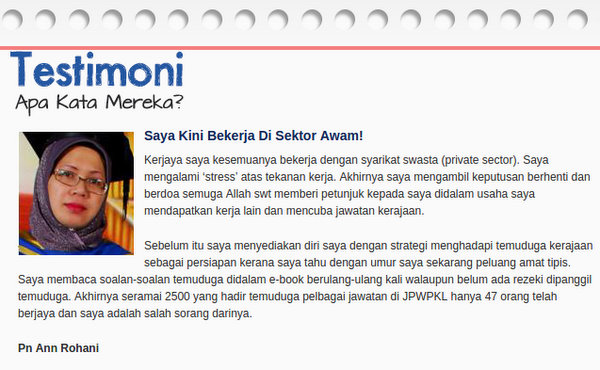 Testimoni
Apa Kata Mereka?
Saya Kini Bekerja Di Sektor Awam!
Kerjaya saya kesemuanya bekerja dengan syarikat swasta (private sector). Saya
mengalami ‘stress’ atas tekanan kerja. Akhirnya saya mengambil keputusan berhenti dan
berdoa semuga Allah swt memberi petunjuk kepada saya didalam usaha saya
mendapatkan kerja lain dan mencuba jawatan kerajaan.
Sebelum itu saya menyediakan diri saya dengan strategi menghadapi temuduga kerajaan
sebagai persiapan kerana saya tahu dengan umur saya sekarang peluang amat tipis.
Saya membaca soalan-soalan temuduga didalam e-book berulang-ulang kali walaupun belum ada rezeki dipanggil
temuduga. Akhirnya seramai 2500 yang hadir temuduga pelbagai jawatan di JPWPKL hanya 47 orang telah
berjaya dan saya adalah salah sorang darinya.
Pn Ann Rohani